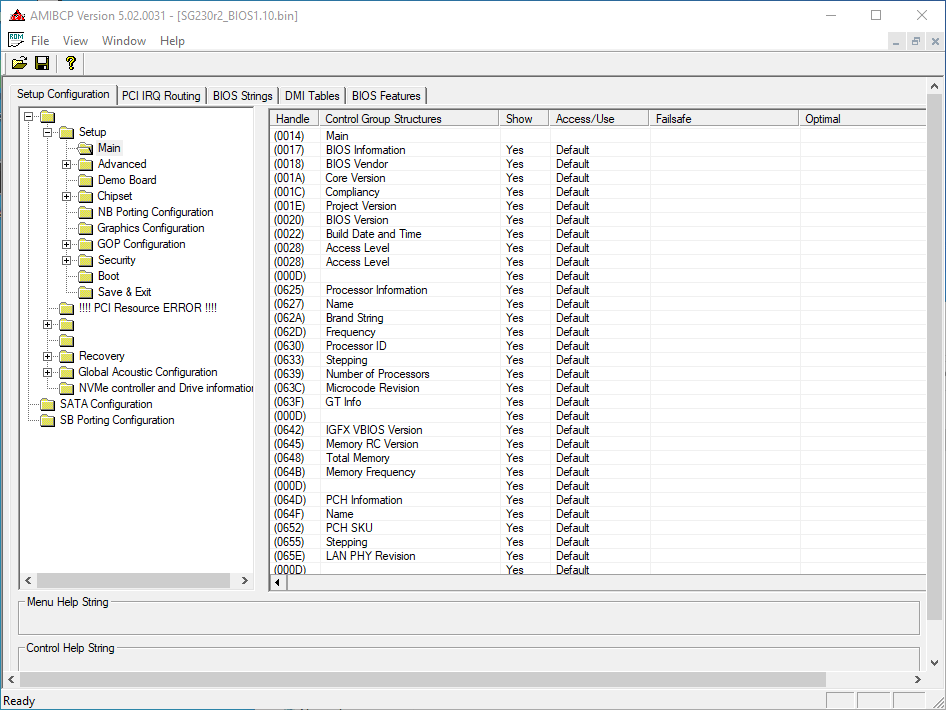 AMIBCP Version 5.02.0031 - [SG230r2_BIOS1.10.bin]
File View Window Help
Setup Configuration PCI IRQ Routing BIOS Strings DMI Tables BIOS Features
Setup
Main
Advanced
Demo Board
Chipset
NB Porting Configuration
Graphics Configuration
GOP Configuration
Security
Boot
Save & Exit
!!!! PCI Resource ERROR !!!!
Recovery
Global Acoustic Configuration
NVMe controller and Drive information
SATA Configuration
SB Porting Configuration
Handle Control Group Structures Show Access/Use Failsafe Optimal
(0014) Main
(0017) BIOS Information Yes Default
(0018) BIOS Vendor Yes Default
(001A) Core Version Yes Default
(001C) Compliancy Yes Default
(001E) Project Version Yes Default
(0020) BIOS Version Yes Default
(0022) Build Date and Time Yes Default
(0028) Access Level Yes Default
(0028) Access Level Yes Default
(000D) Yes Default
(0625) Processor Information Yes Default
(0627) Name Yes Default
(062A) Brand String Yes Default
(062D) Frequency Yes Default
(0630) Processor ID Yes Default
(0633) Stepping Yes Default
(0639) Number of Processors Yes Default
(063C) Microcode Revision Yes Default
(063F) GT Info Yes Default
(000D) Yes Default
(0642) IGFX VBIOS Version Yes Default
(0645) Memory RC Version Yes Default
(0648) Total Memory Yes Default
(064B) Memory Frequency Yes Default
(000D) Yes Default
(064D) PCH Information Yes Default
(064F) Name Yes Default
(0652) PCH SKU Yes Default
(0655) Stepping Yes Default
(065E) LAN PHY Revision Yes Default
(000D) Yes Default
Menu Help String
Control Help String
Ready